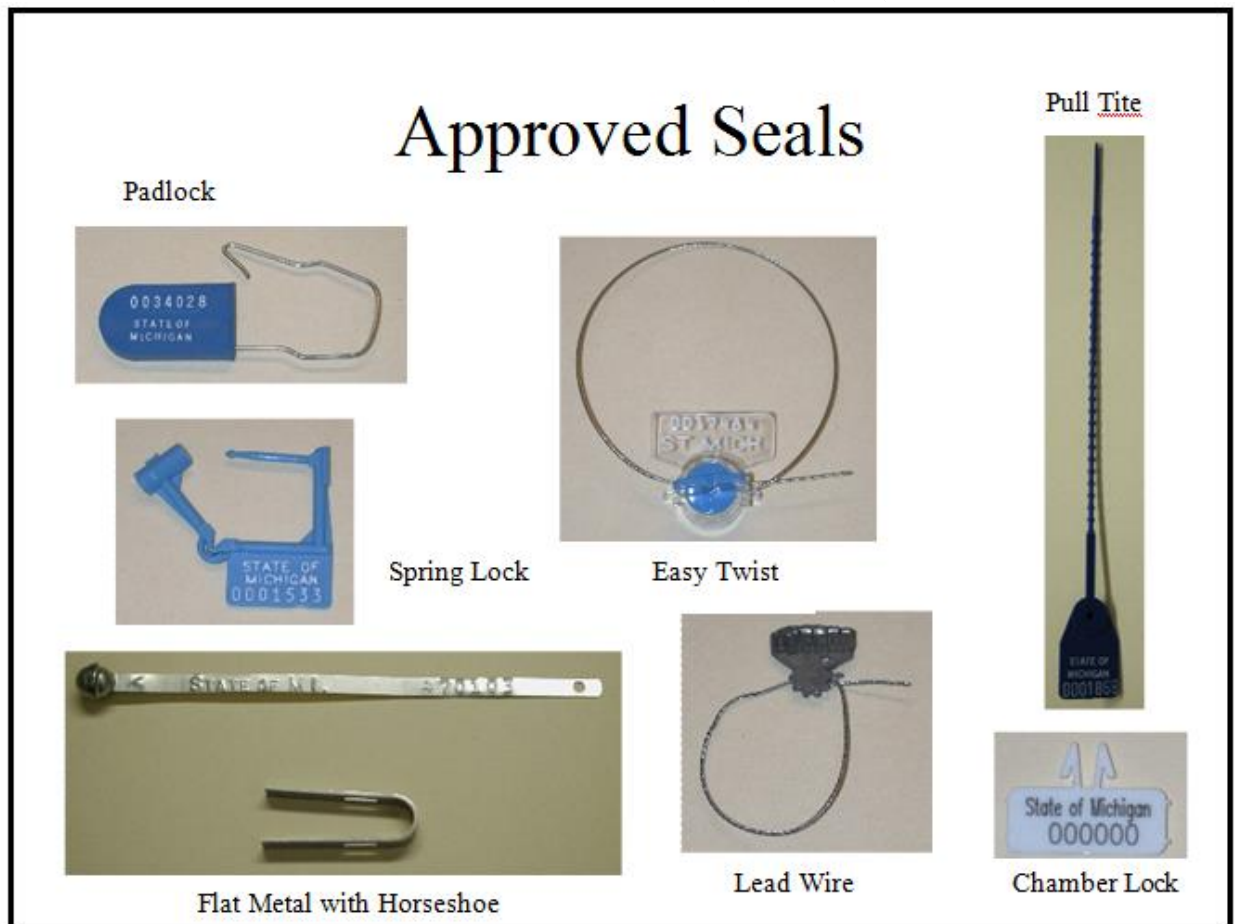 Approved Seals
Pull Tite
Padlock
0034028
STATE OF
MICHIGAN
ST MICH
STATE OF
MICHIGAN
0001533
Spring Lock
Easy Twist
STATE OF M I.
STATE OF
MICHIGAN
State of Michigan
000000
Flat Metal with Horseshoe
Lead Wire
Chamber Lock